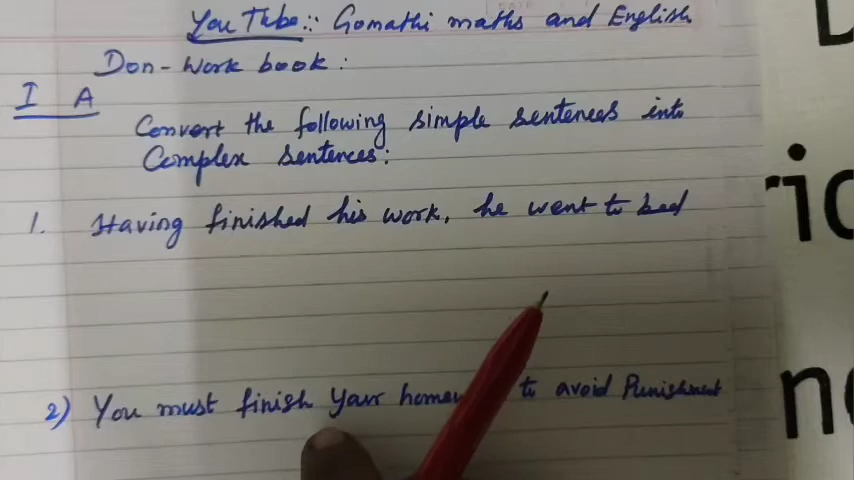 YouTube:: Gomathi maths and English
Don-Work book:
I A
Convert the following simple sentences into
Complex sentences:
1. Having finished his work, he went to bed
2) You must finish your to avoid Punishment